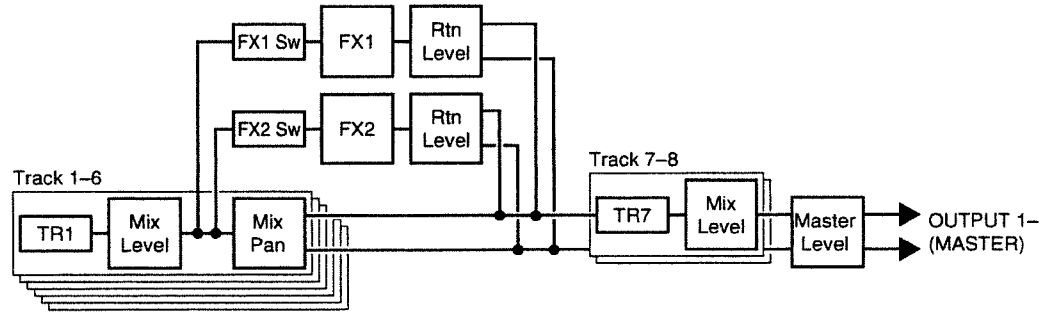 FX1 Sw
FX1
Rtn
Level
FX2 Sw
FX2
Rtn
Level
Track 1–6
TR1
Mix
Level
Mix
Pan
Track 7–8
TR7
Mix
Level
Master
Level
OUTPUT 1–
(MASTER)